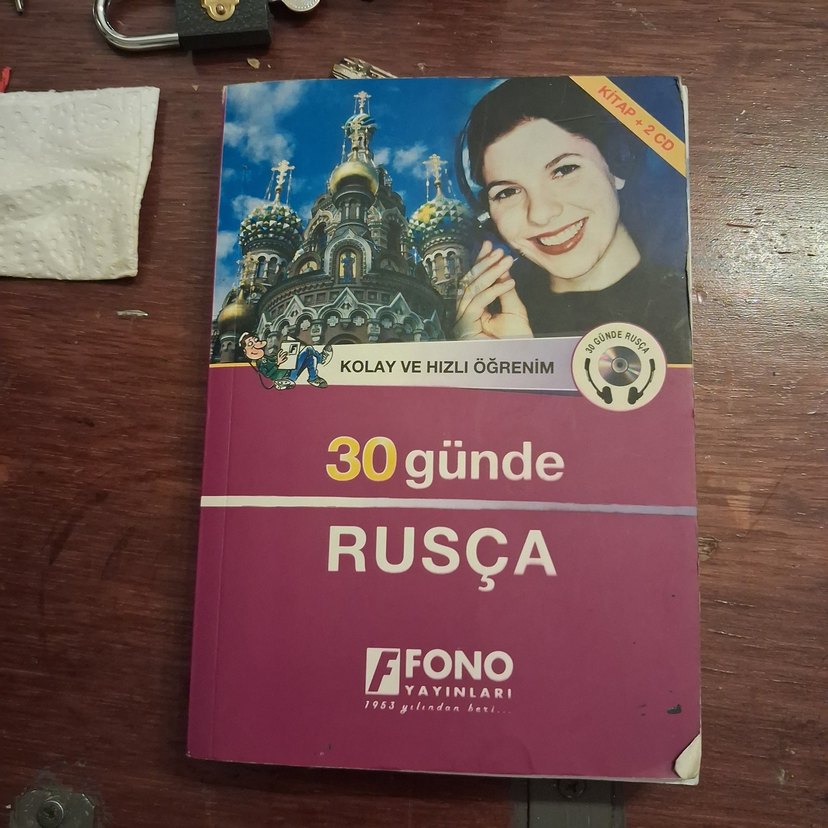 KİTAP + 2 CD
KOLAY VE HIZLI ÖĞRENİM
30 GÜNDE RUSÇA
30 günde
RUSÇA
F FONO
YAYINLARI
1953 yılından beri...